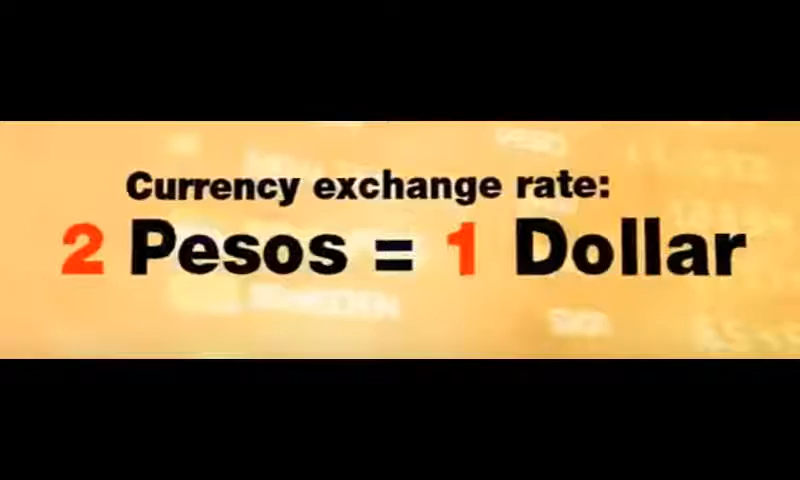 Currency exchange rate:
2 Pesos = 1 Dollar